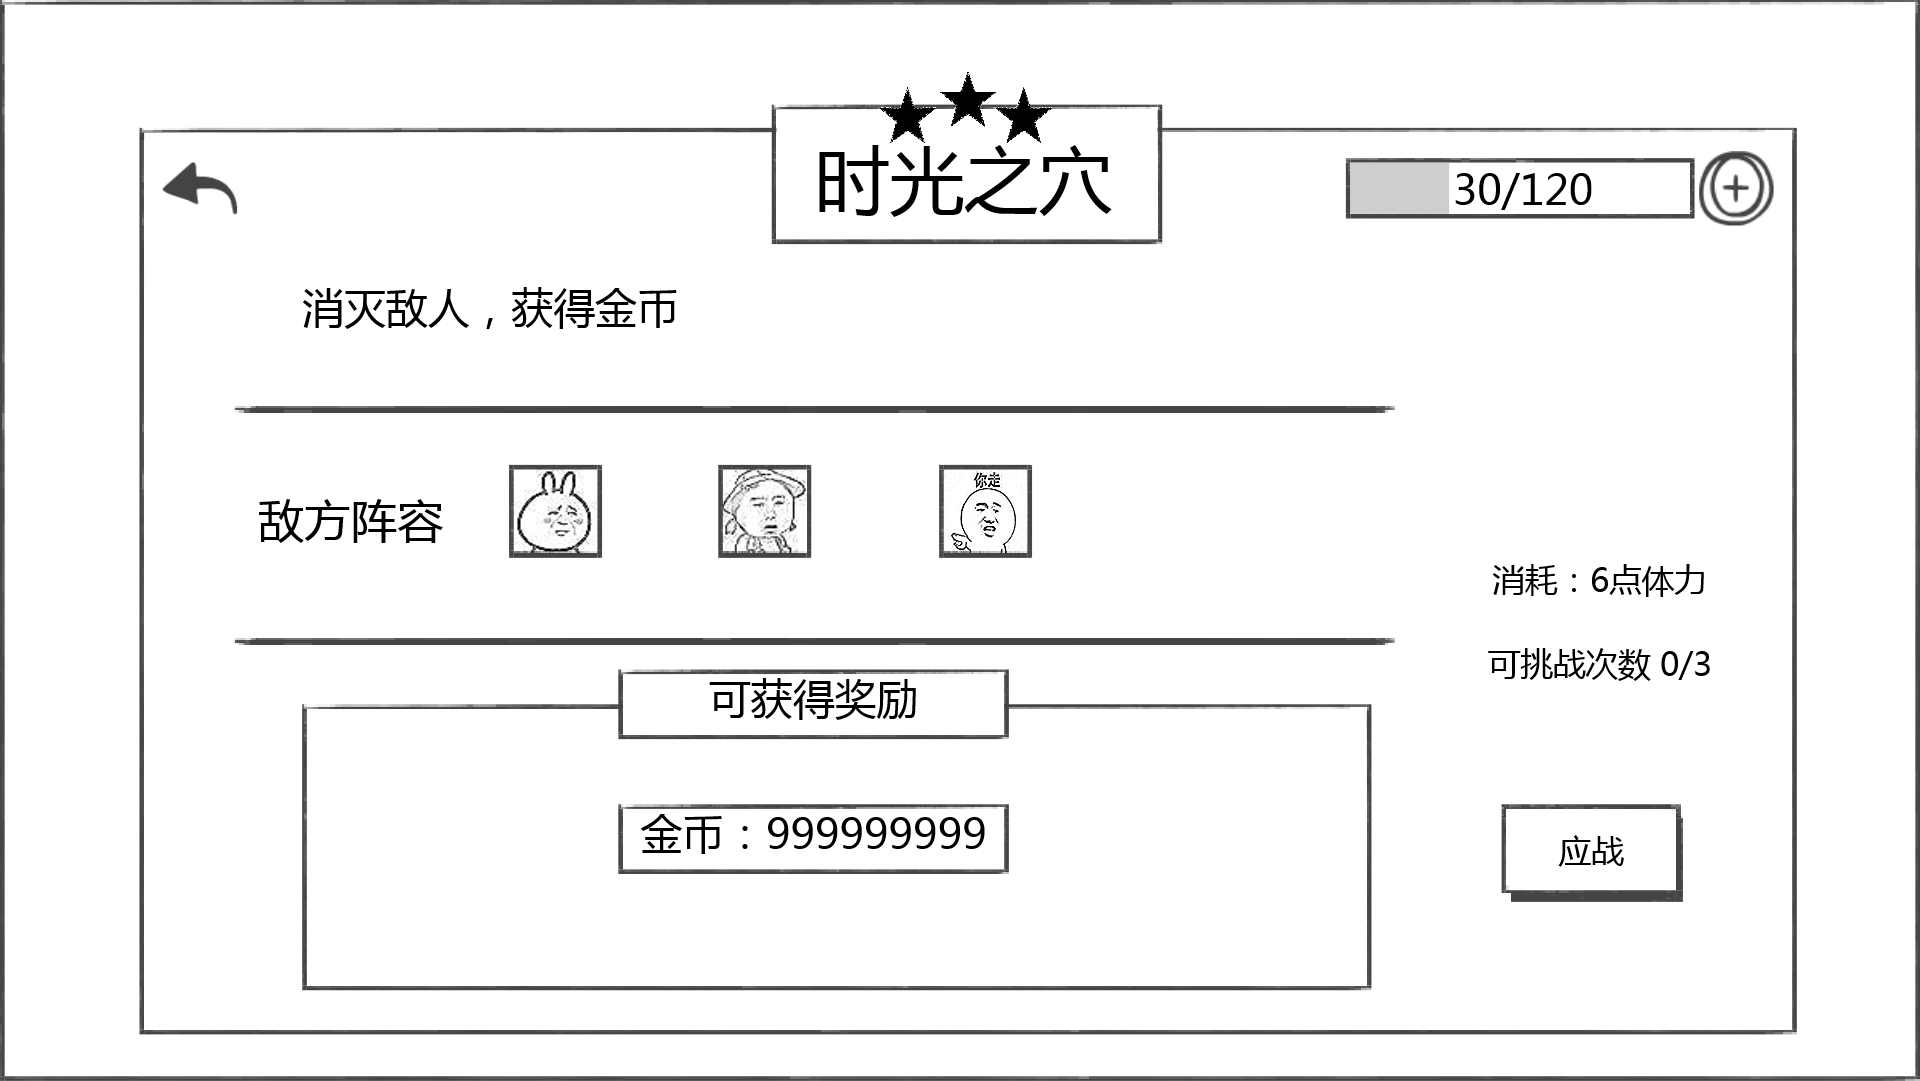 时光之穴
30/120
消灭敌人，获得金币
敌方阵容
你走
消耗：6点体力
可挑战次数 0/3
可获得奖励
金币：999999999
应战